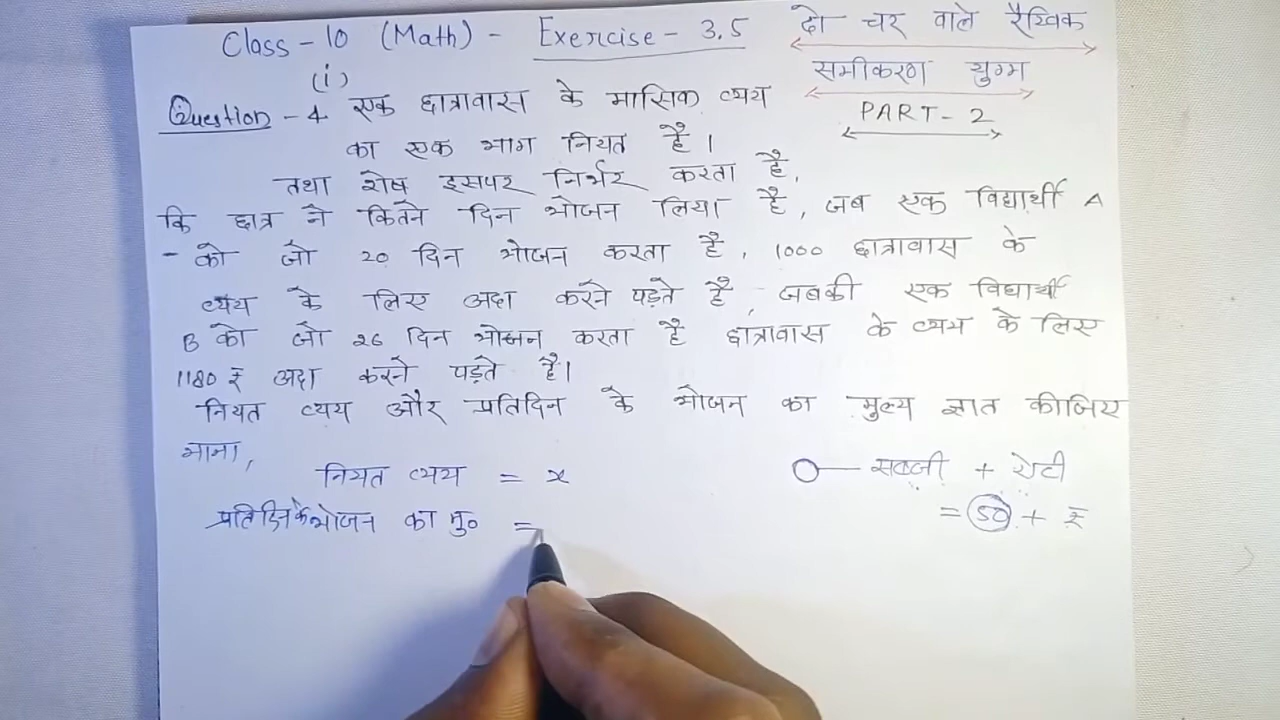 Class - 10 (Math) - Exercise - 3.5
दो चर वाले रैखिक
समीकरण युग्म
PART - 2
(i)
Question - 4 एक छात्रावास के मासिक व्यय
का एक भाग नियत है।
तथा शेष इसपर निर्भर करता है,
कि छात्र ने कितने दिन भोजन लिया है, जब एक विद्यार्थी A
- को जो 20 दिन भोजन करता है, 1000 छात्रावास के
व्यय के लिए अदा करने पड़ते है, जबकी एक विद्यार्थी
B को जो 26 दिन भोजन करता है छात्रावास के व्यय के लिए
1180 ₹ अदा करने पड़ते है।
नियत व्यय और प्रतिदिन के भोजन का मुल्य ज्ञात कीजिए
माना,
नियत व्यय = x
सब्जी + रोटी
= 50 + ₹
के भोजन का मु० =